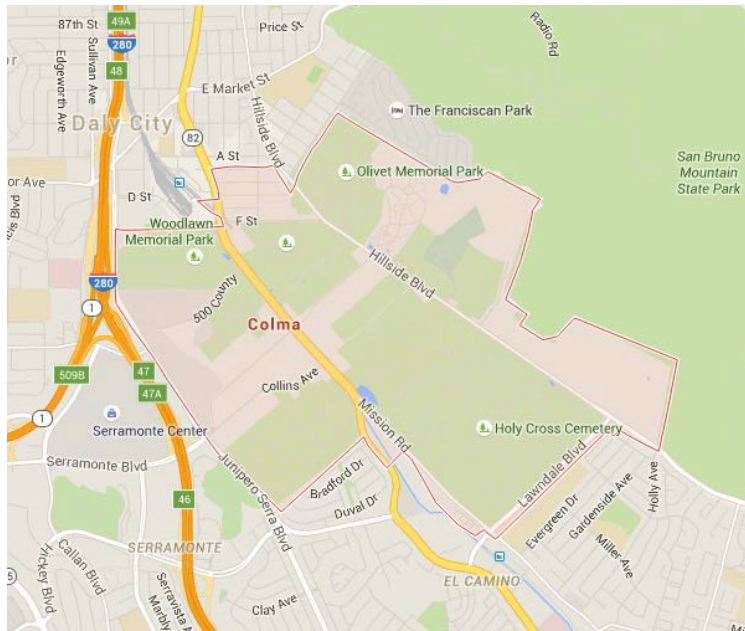 87th St
49A
280
48
Sullivan Ave
Edgeworth Ave
Price St
E Market St
Hillside Blvd
Radio Rd
The Franciscan Park
Daly City
82
A St
Olivet Memorial Park
San Bruno
Mountain
State Park
D St
F St
Woodlawn
Memorial Park
Hillside Blvd
280
1
500 County
Colma
509B
47
47A
Collins Ave
Mission Rd
1
Serramonte Center
Holy Cross Cemetery
Serramonte Blvd
Junipero Serra Blvd
Bradford Dr
Lawndale Blvd
46
Duval Dr
Evergreen Dr
Gardenside Ave
Holly Ave
Miller Ave
SERRAMONTE
Callan Blvd
Hickey Blvd
EL CAMINO
Clay Ave